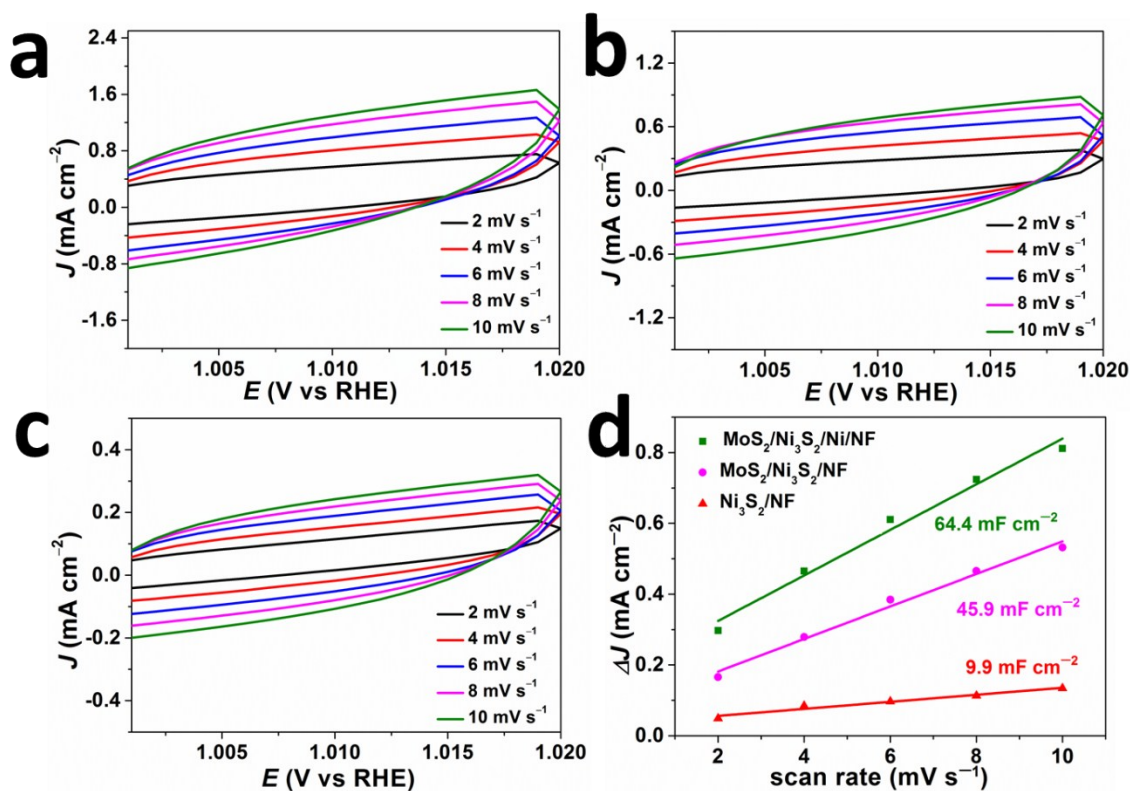 a
2.4
1.6
0.8
0.0
-0.8
-1.6
J (mA cm⁻²)
2 mV s⁻¹
4 mV s⁻¹
6 mV s⁻¹
8 mV s⁻¹
10 mV s⁻¹
1.005 1.010 1.015 1.020
E (V vs RHE)
b
1.2
0.6
0.0
-0.6
-1.2
J (mA cm⁻²)
2 mV s⁻¹
4 mV s⁻¹
6 mV s⁻¹
8 mV s⁻¹
10 mV s⁻¹
1.005 1.010 1.015 1.020
E (V vs RHE)
c
0.4
0.2
0.0
-0.2
-0.4
J (mA cm⁻²)
2 mV s⁻¹
4 mV s⁻¹
6 mV s⁻¹
8 mV s⁻¹
10 mV s⁻¹
1.005 1.010 1.015 1.020
E (V vs RHE)
d
0.8
0.6
0.4
0.2
0.0
ΔJ (mA cm⁻²)
MoS₂/Ni₃S₂/Ni/NF
MoS₂/Ni₃S₂/NF
Ni₃S₂/NF
64.4 mF cm⁻²
45.9 mF cm⁻²
9.9 mF cm⁻²
2 4 6 8 10
scan rate (mV s⁻¹)